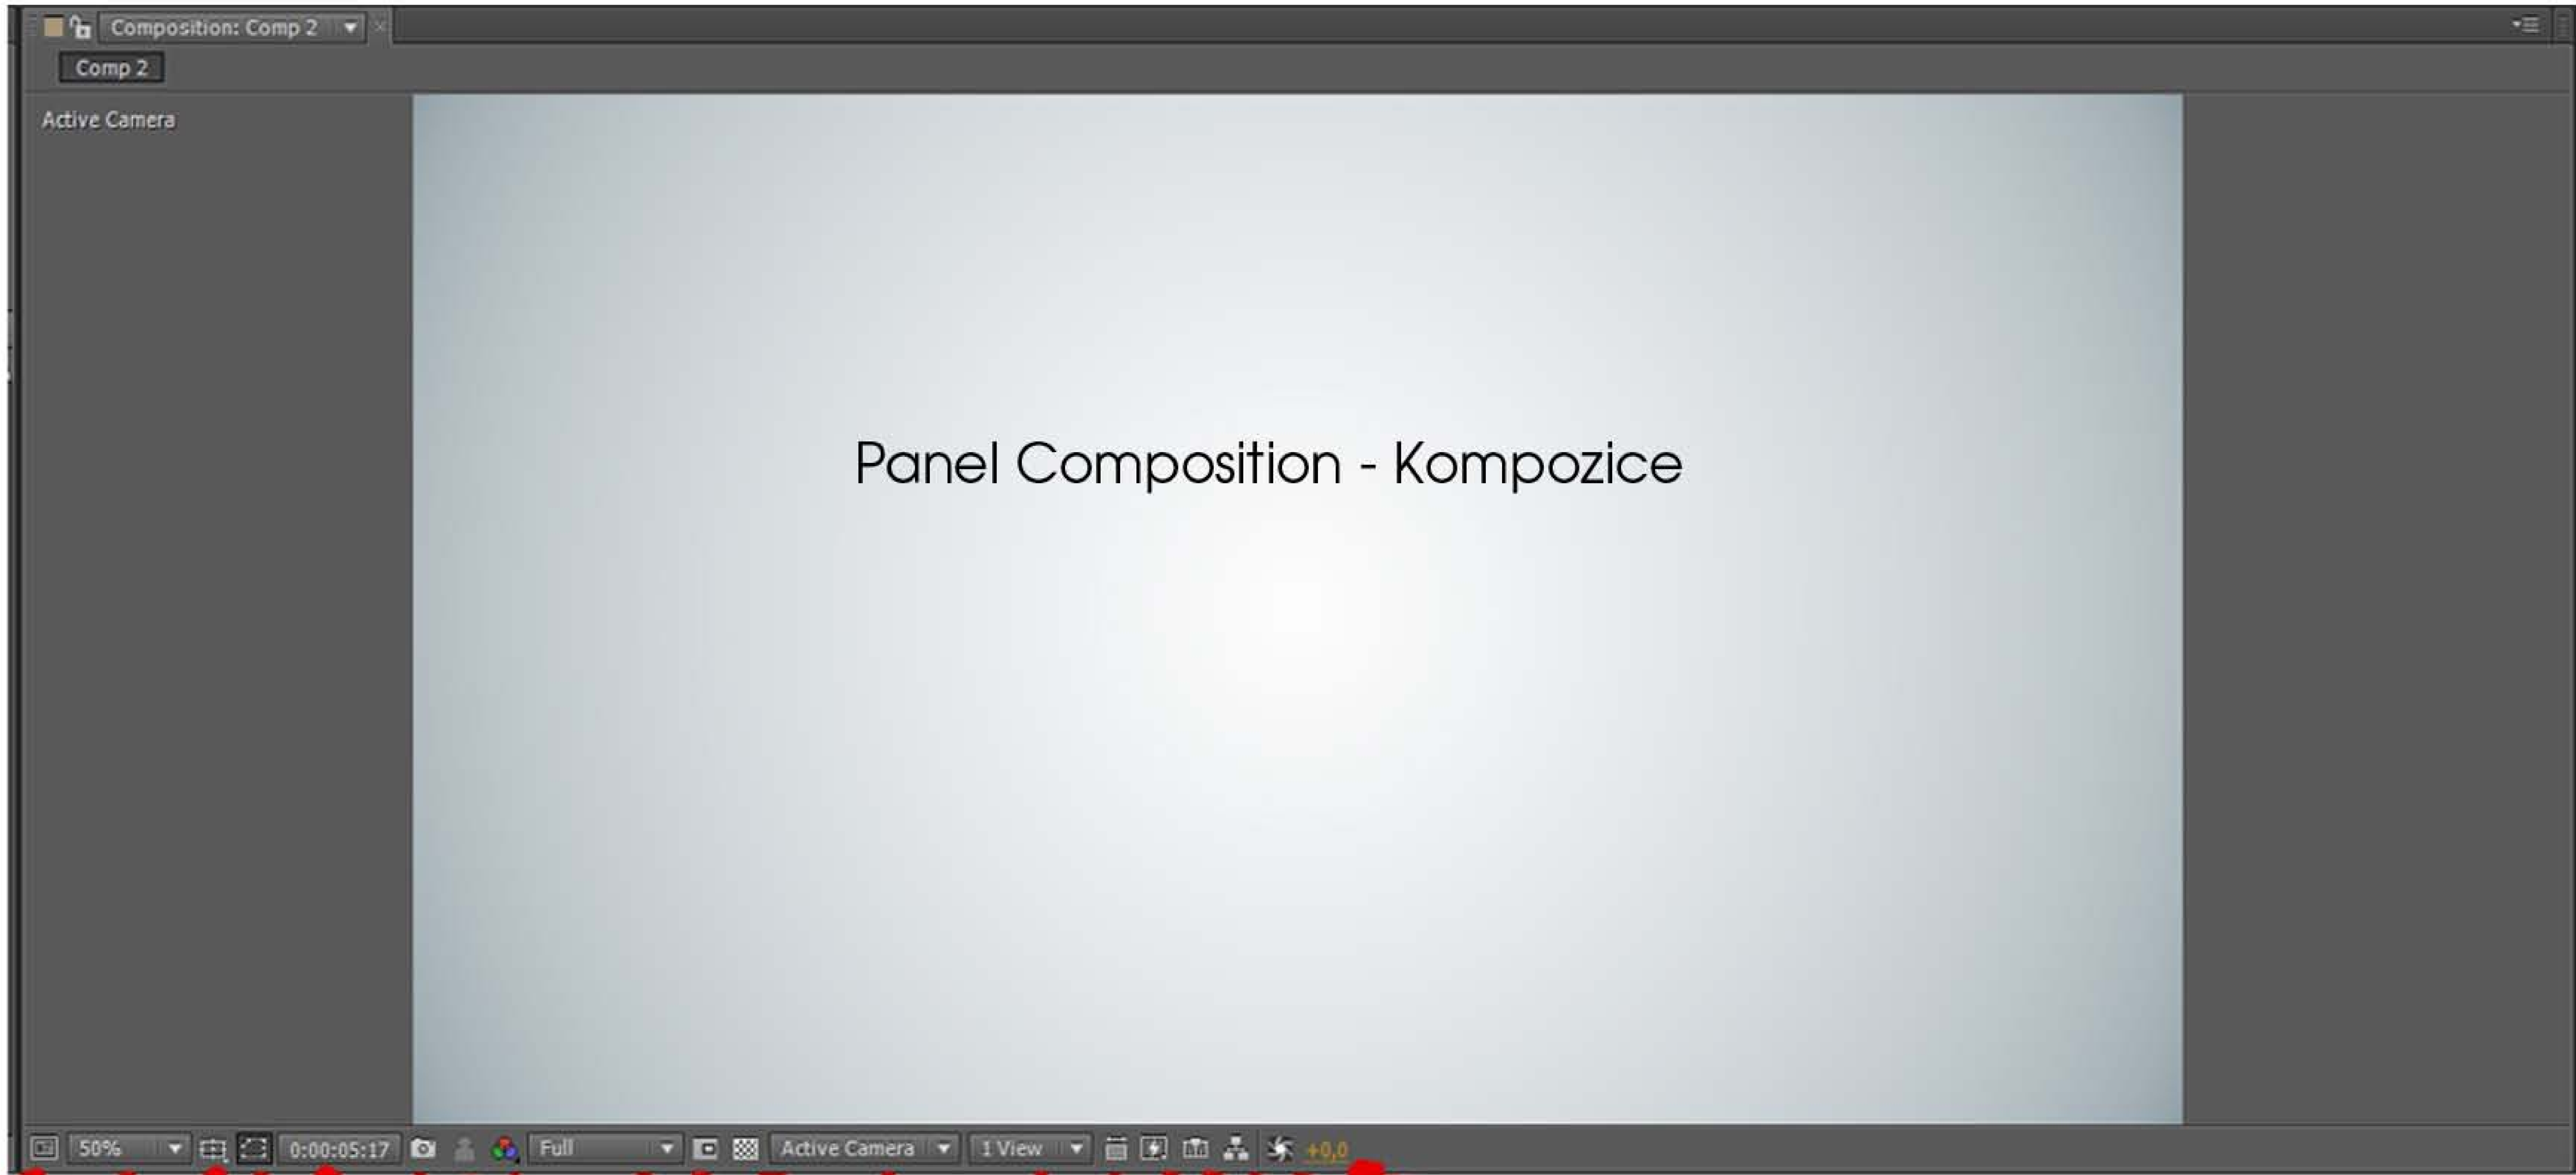 Composition: Comp 2
Comp 2
Active Camera
Panel Composition - Kompozice
50% 0:00:05:17 Full Active Camera 1 View +0,0